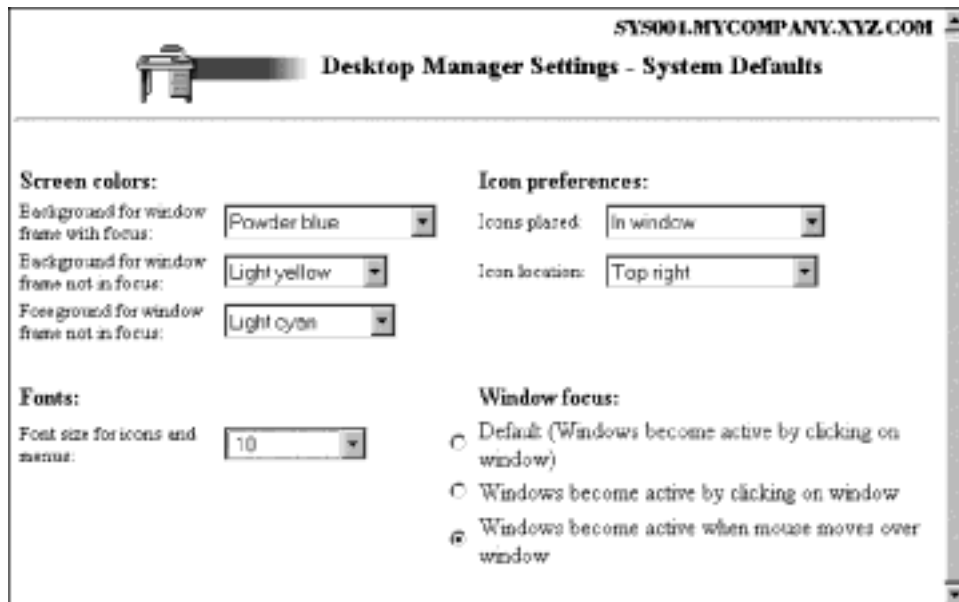 SYS001.MYCOMPANY.XYZ.COM
Desktop Manager Settings - System Defaults
Screen colors:
Background for window
frame with focus:
Powder blue
Background for window
frame not in focus:
Light yellow
Foreground for window
frame not in focus:
Light cyan
Icon preferences:
Icons placed:
In window
Icon location:
Top right
Fonts:
Font size for icons and
menus:
10
Window focus:
Default (Windows become active by clicking on
window)
Windows become active by clicking on window
Windows become active when mouse moves over
window